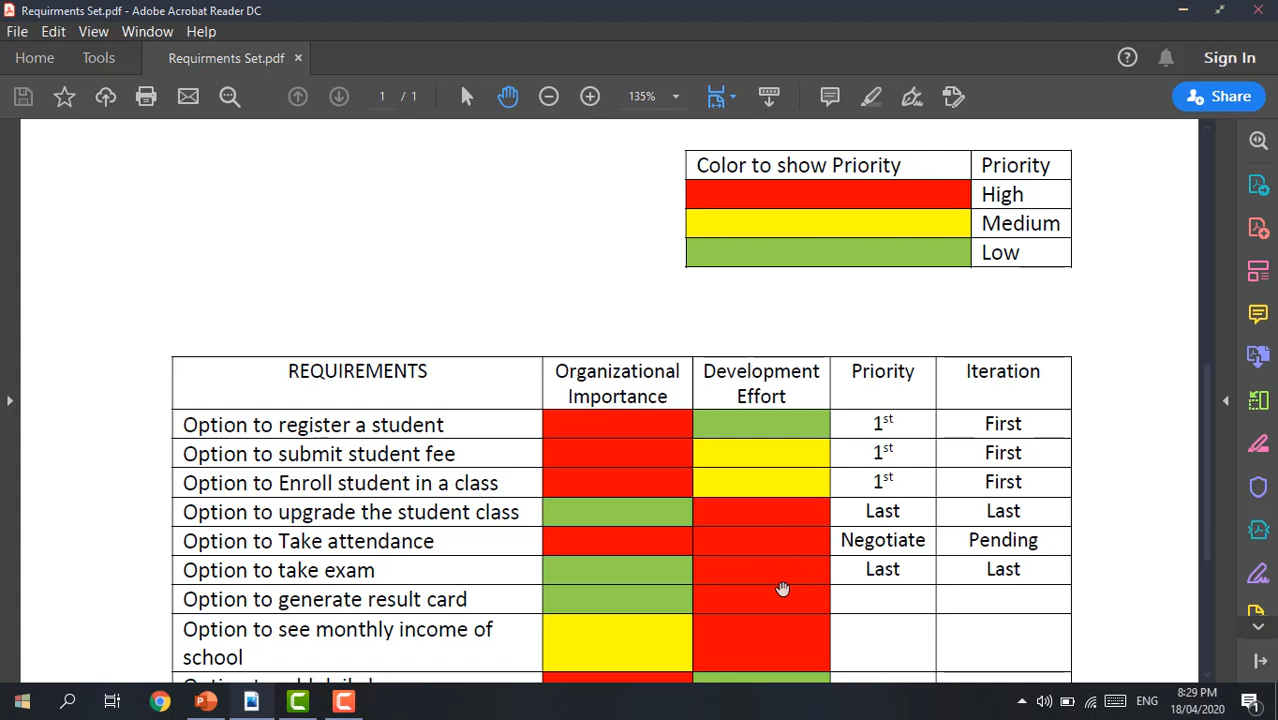 Requirments Set.pdf - Adobe Acrobat Reader DC
File Edit View Window Help
Home Tools Requirments Set.pdf × Sign In
1 / 1 135% Share
Color to show Priority Priority
High
Medium
Low
REQUIREMENTS Organizational Importance Development Effort Priority Iteration
Option to register a student 1st First
Option to submit student fee 1st First
Option to Enroll student in a class 1st First
Option to upgrade the student class Last Last
Option to Take attendance Negotiate Pending
Option to take exam Last Last
Option to generate result card
Option to see monthly income of
school
ENG
8:29 PM
18/04/2020